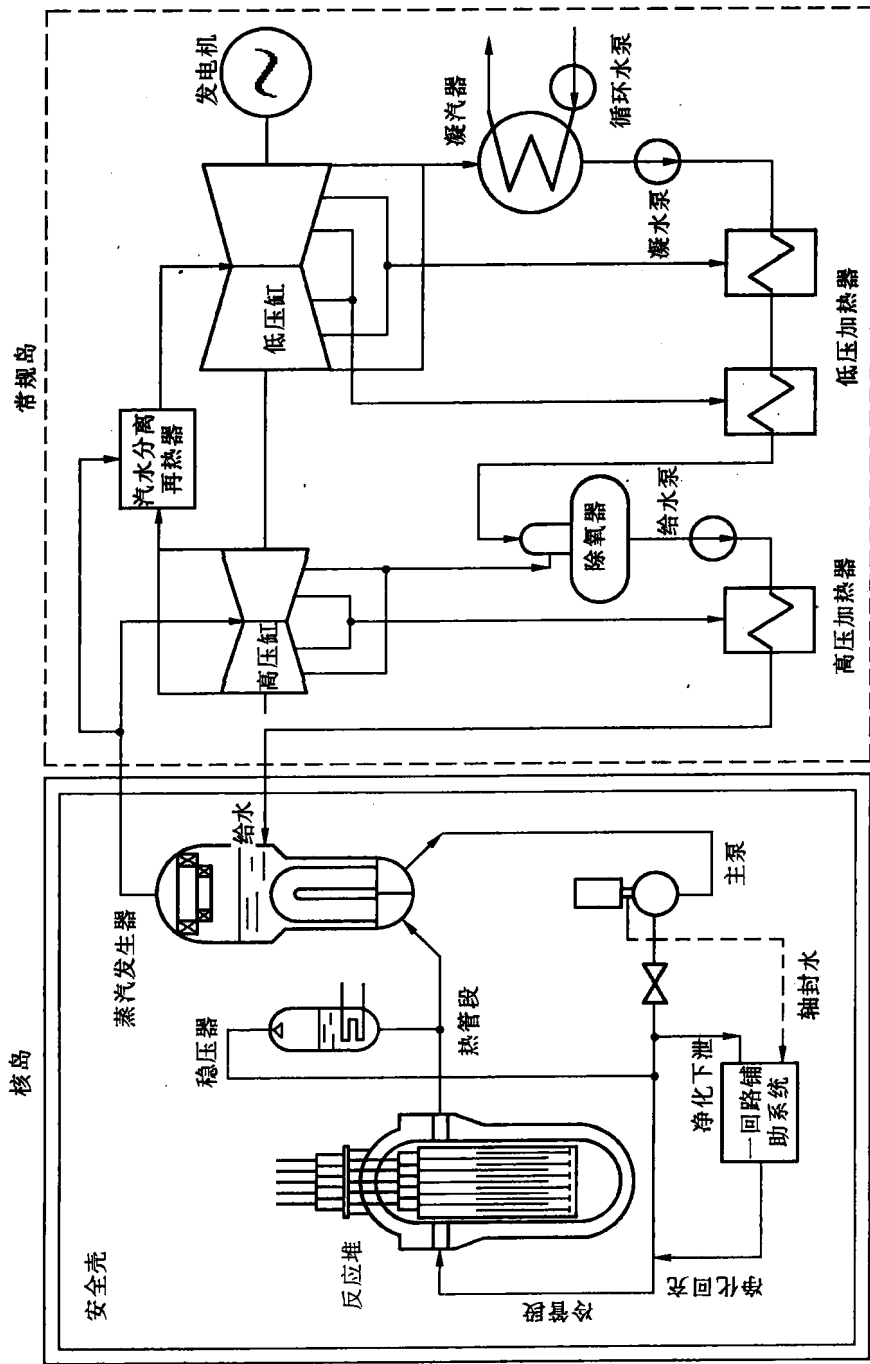 核岛
常规岛
安全壳
反应堆
稳压器
蒸汽发生器
给水
热管段
冷管段
净化回充
净化下泄
一回路铺
助系统
轴封水
主泵
汽水分离
再热器
高压缸
低压缸
发电机
凝汽器
循环水泵
凝水泵
除氧器
给水泵
高压加热器
低压加热器